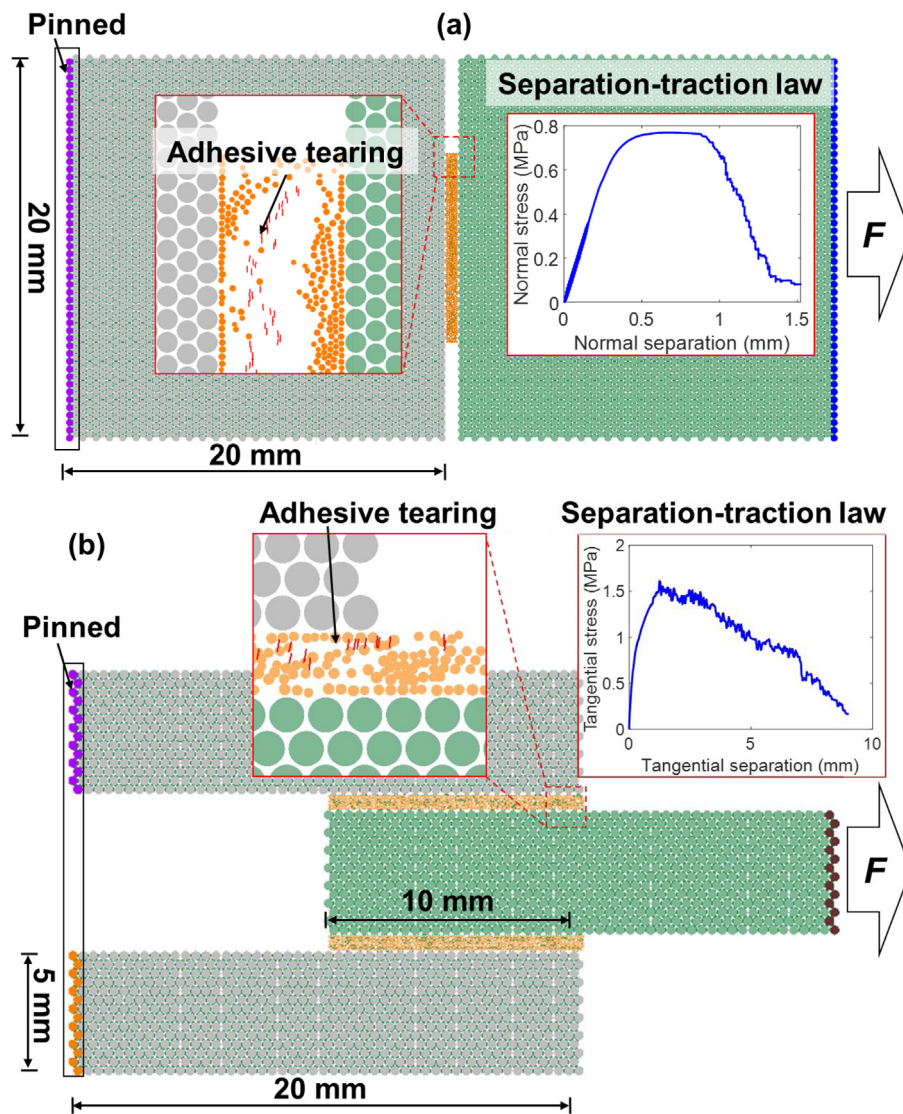 (a)
Pinned
Separation-traction law
Adhesive tearing
20 mm
Normal stress (MPa)
0.8
0.6
0.4
0.2
0
0 0.5 1 1.5
Normal separation (mm)
F
20 mm
(b)
Adhesive tearing
Separation-traction law
Pinned
Tangential stress (MPa)
2
1.5
1
0.5
0
0 5 10
Tangential separation (mm)
F
10 mm
5 mm
20 mm